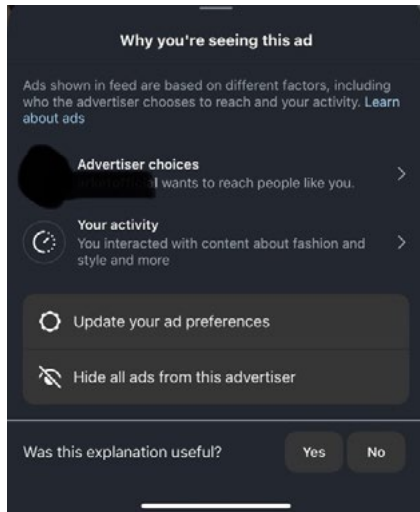 Why you're seeing this ad
Ads shown in feed are based on different factors, including
who the advertiser chooses to reach and your activity. Learn
about ads
Advertiser choices
wants to reach people like you.
Your activity
You interacted with content about fashion and
style and more
Update your ad preferences
Hide all ads from this advertiser
Was this explanation useful?
Yes
No